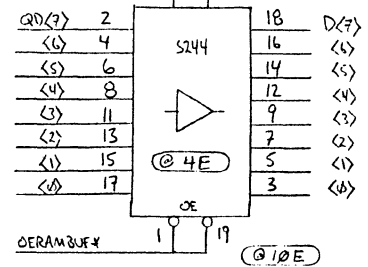 QD<7> 2 18 D<7>
<6> 4 S244 16 <6>
<5> 6 14 <5>
<4> 8 12 <4>
<3> 11 9 <3>
<2> 13 7 <2>
<1> 15 @ 4E 5 <1>
<0> 17 3 <0>
OE
OERAMBUF* 1 19
@ 10E